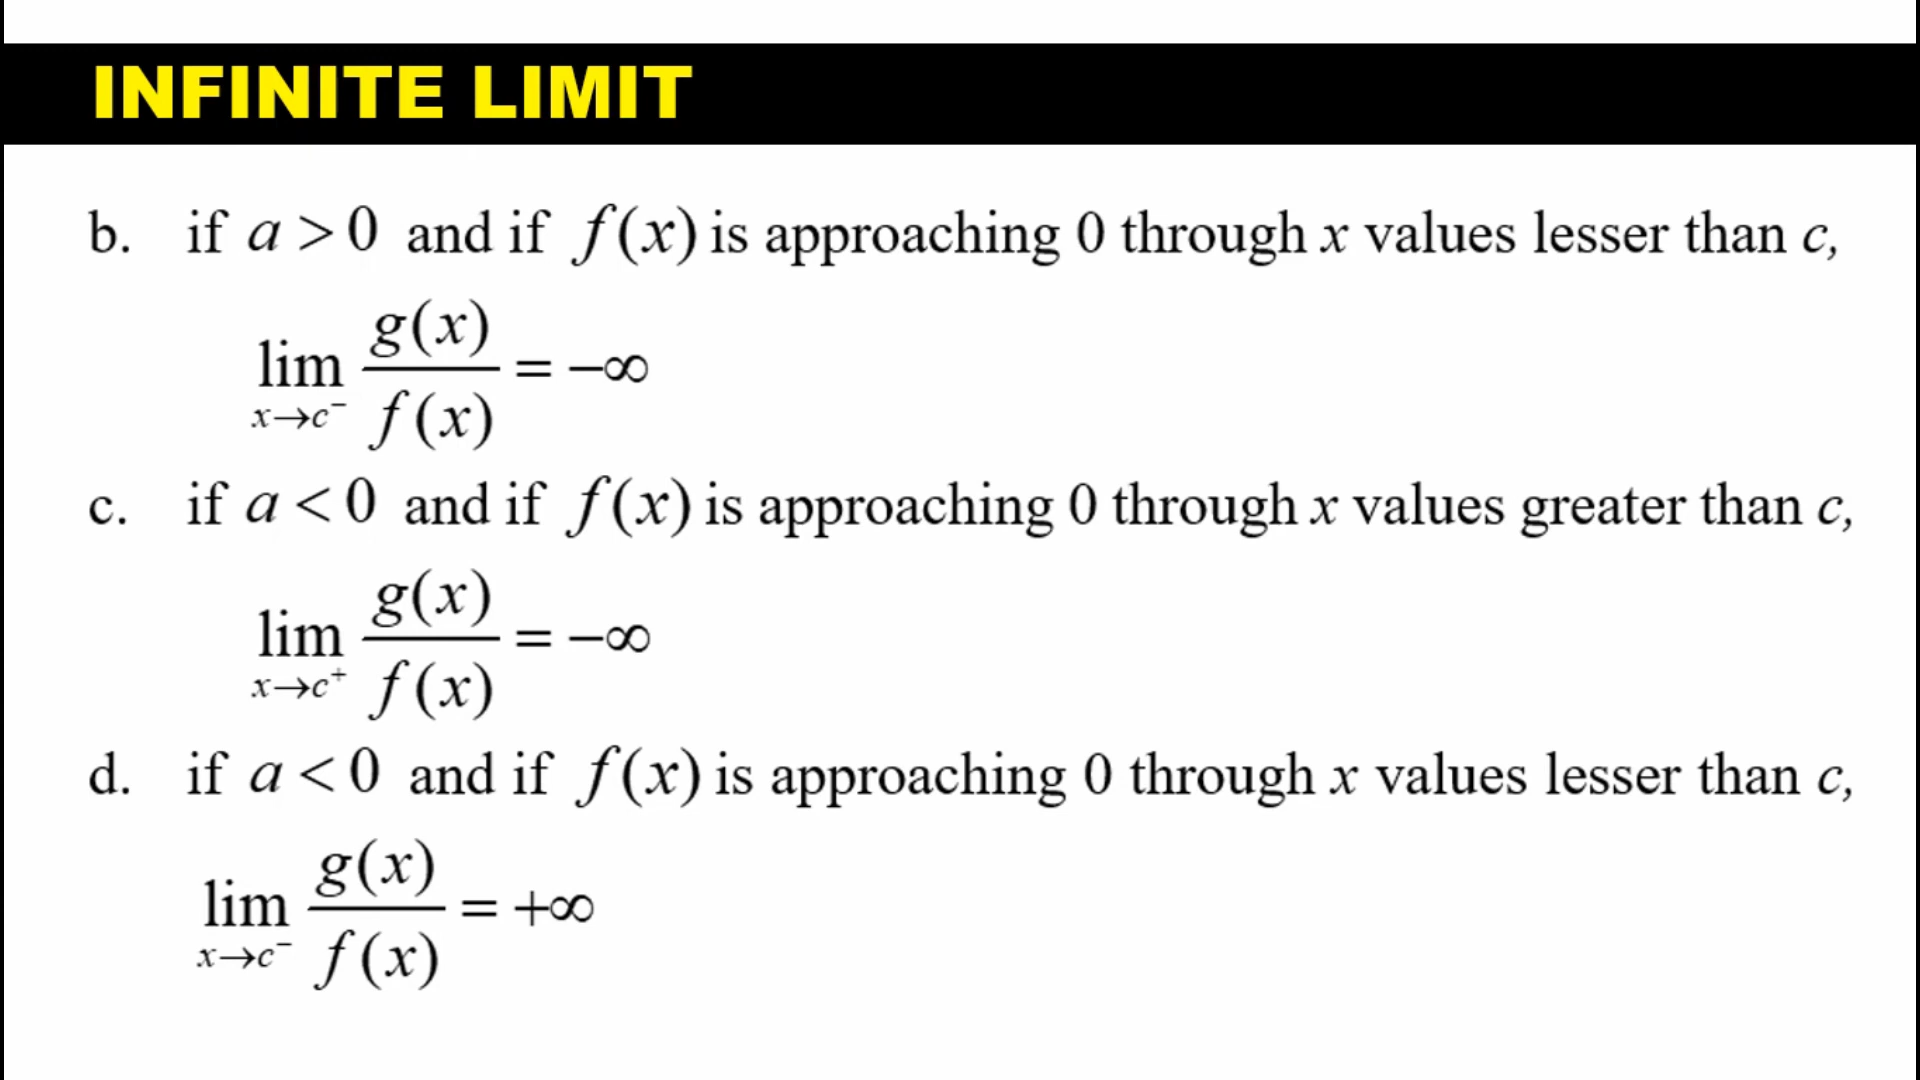 INFINITE LIMIT
b. if a > 0 and if f(x) is approaching 0 through x values lesser than c,
lim x→c⁻ g(x)/f(x) = −∞
c. if a < 0 and if f(x) is approaching 0 through x values greater than c,
lim x→c⁺ g(x)/f(x) = −∞
d. if a < 0 and if f(x) is approaching 0 through x values lesser than c,
lim x→c⁻ g(x)/f(x) = +∞